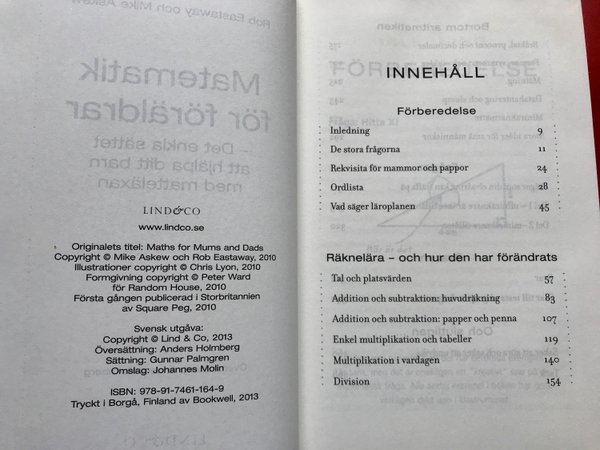 LIND&CO
www.lindco.se
Originalets titel: Maths for Mums and Dads
Copyright © Mike Askew och Rob Eastaway, 2010
Illustrationer copyright © Chris Lyon, 2010
Formgivning copyright © Peter Ward
för Random House, 2010
Första gången publicerad i Storbritannien
av Square Peg, 2010
Svensk utgåva:
Copyright © Lind & Co, 2013
Översättning: Anders Holmberg
Sättning: Gunnar Palmgren
Omslag: Johannes Molin
ISBN: 978-91-7461-164-9
Tryckt i Borgå, Finland av Bookwell, 2013
INNEHÅLL
Förberedelse
Inledning 9
De stora frågorna 11
Rekvisita för mammor och pappor 24
Ordlista 28
Vad säger läroplanen 45
Räknelära – och hur den har förändrats
Tal och platsvärden 57
Addition och subtraktion: huvudräkning 83
Addition och subtraktion: papper och penna 107
Enkel multiplikation och tabeller 119
Multiplikation i vardagen 140
Division 154